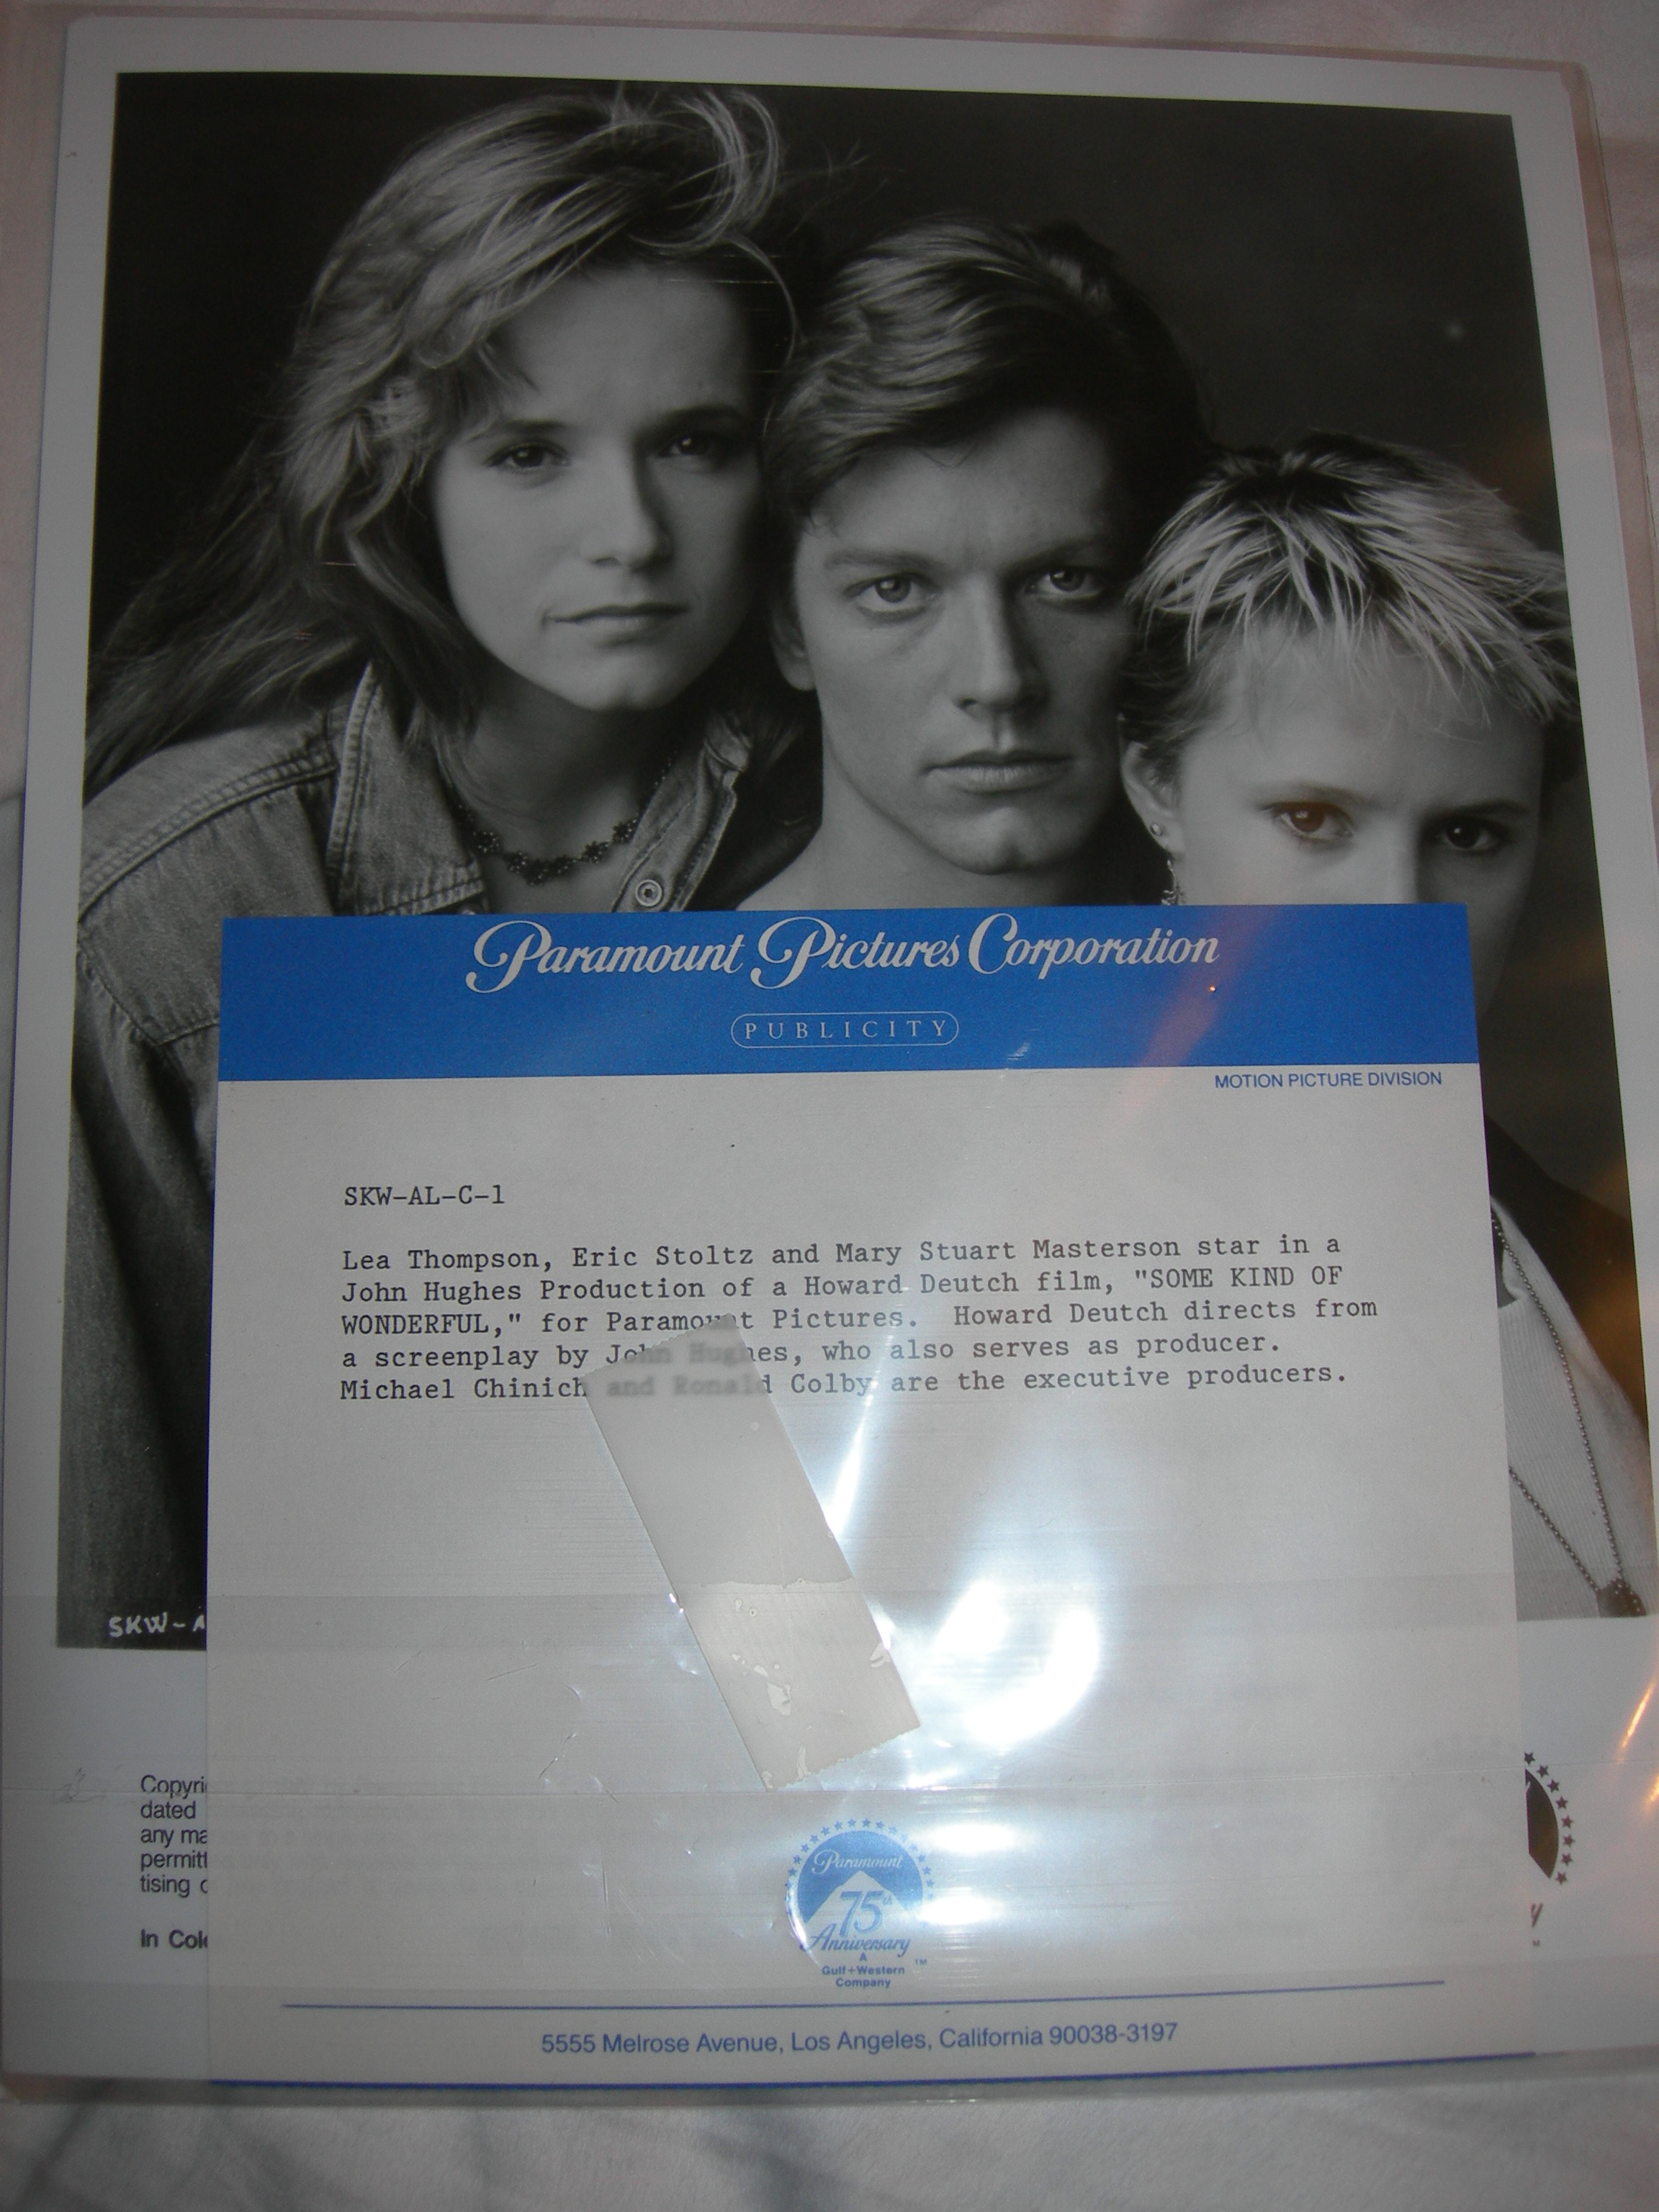 Paramount Pictures Corporation
PUBLICITY
MOTION PICTURE DIVISION
SKW-AL-C-1
Lea Thompson, Eric Stoltz and Mary Stuart Masterson star in a
John Hughes Production of a Howard Deutch film, "SOME KIND OF
WONDERFUL," for Paramount Pictures. Howard Deutch directs from
a screenplay by John Hughes, who also serves as producer.
Michael Chinich and Ronald Colby are the executive producers.
SKW-A
Copyri
dated
any ma
permitt
tising
In Col
Paramount
75th
Anniversary
A
Gulf+Western
Company
TM
5555 Melrose Avenue, Los Angeles, California 90038-3197